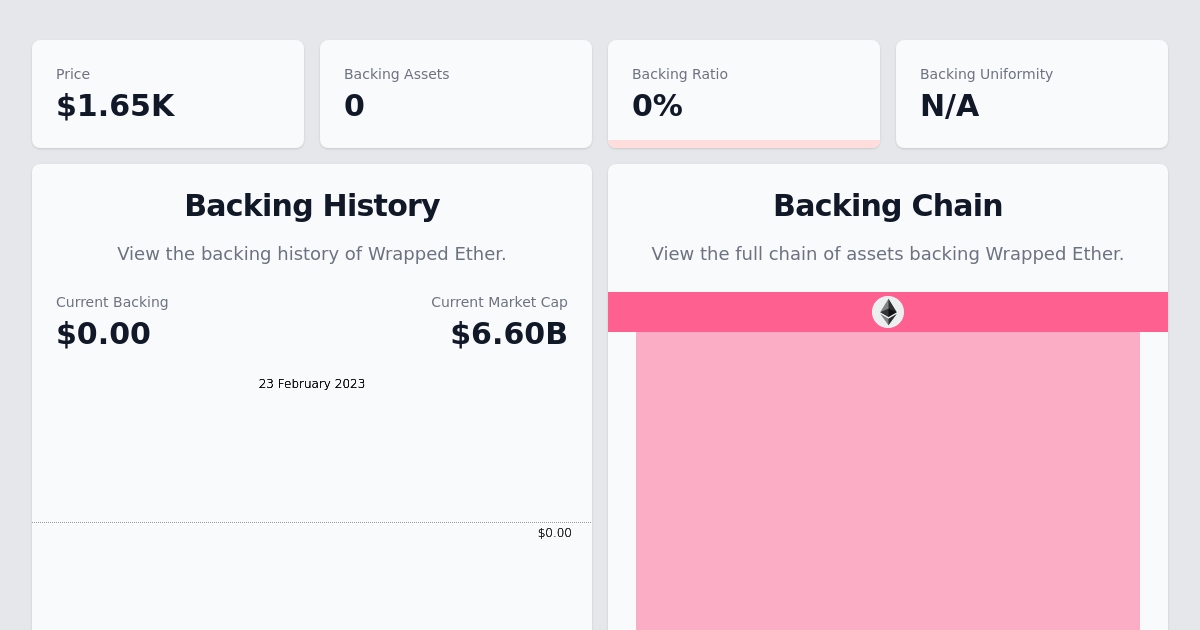 Price
$1.65K
Backing Assets
0
Backing Ratio
0%
Backing Uniformity
N/A
Backing History
View the backing history of Wrapped Ether.
Current Backing
$0.00
Current Market Cap
$6.60B
23 February 2023
$0.00
Backing Chain
View the full chain of assets backing Wrapped Ether.